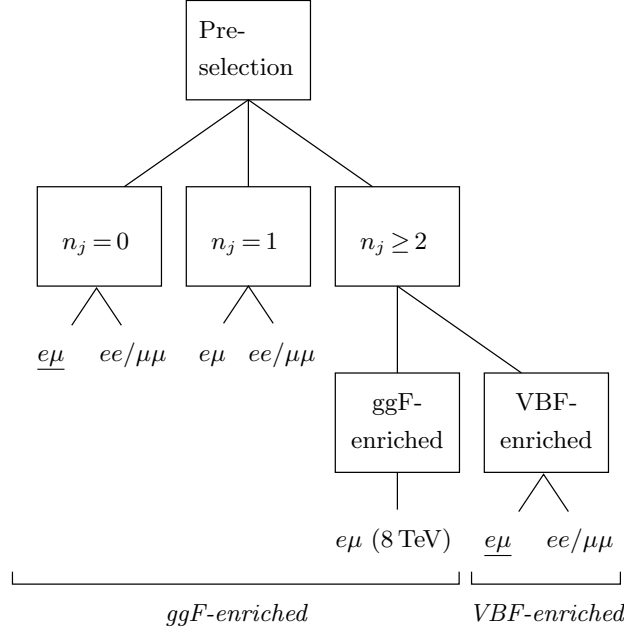 Pre-
selection
n_j = 0
n_j = 1
n_j ≥ 2
eμ ee/μμ eμ ee/μμ
ggF-
enriched
VBF-
enriched
eμ (8 TeV) eμ ee/μμ
ggF-enriched VBF-enriched